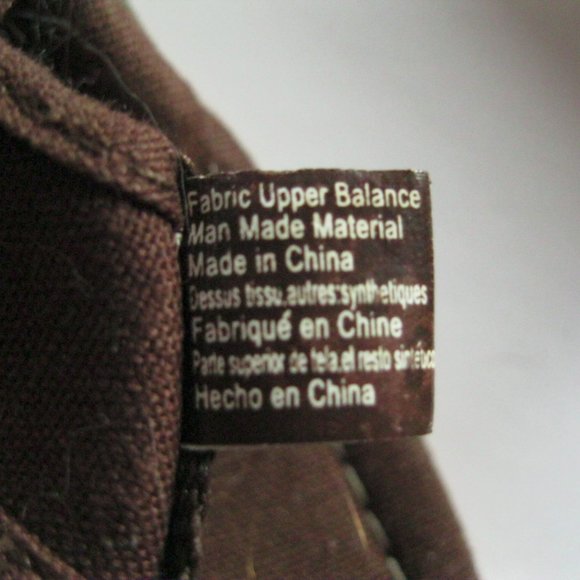 Fabric Upper Balance
Man Made Material
Made in China
Dessus tissu.autres:synthetiques
Fabriqué en Chine
Parte superior de tela.el resto sintético
Hecho en China